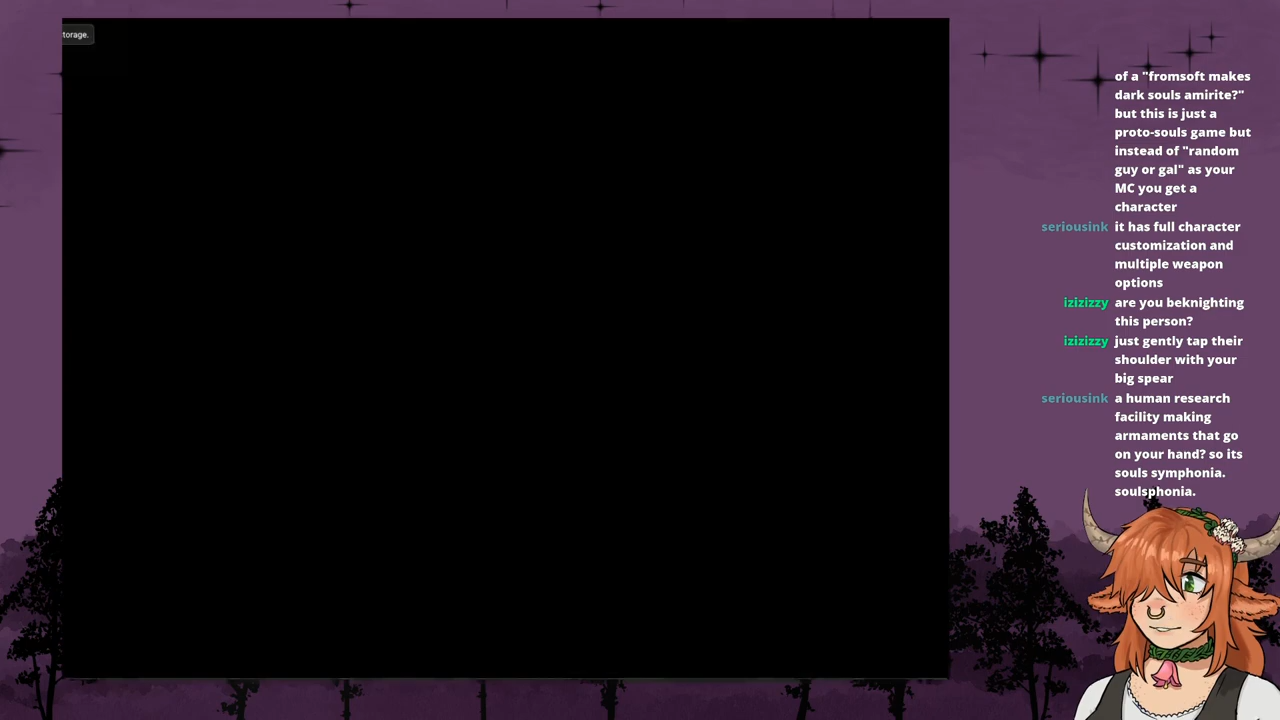 torage.
of a "fromsoft makes
dark souls amirite?"
but this is just a
proto-souls game but
instead of "random
guy or gal" as your
MC you get a
character
seriousink it has full character
customization and
multiple weapon
options
izizizzy are you beknighting
this person?
izizizzy just gently tap their
shoulder with your
big spear
seriousink a human research
facility making
armaments that go
on your hand? so its
souls symphonia.
soulsphonia.